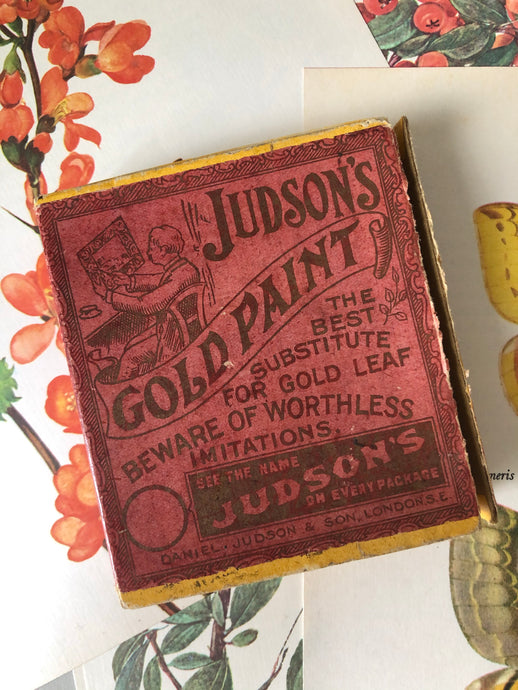 JUDSON'S
GOLD PAINT
THE
BEST
SUBSTITUTE
FOR GOLD LEAF
BEWARE OF WORTHLESS
IMITATIONS.
SEE THE NAME
JUDSON'S
ON EVERY PACKAGE
DANIEL, JUDSON & SON, LONDON.S.E.
neris